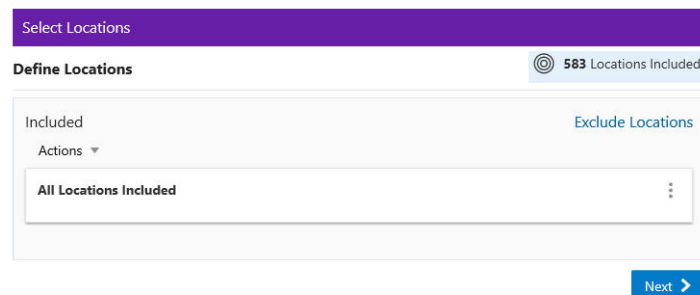 Select Locations
Define Locations
583 Locations Included
Included
Exclude Locations
Actions
All Locations Included
Next